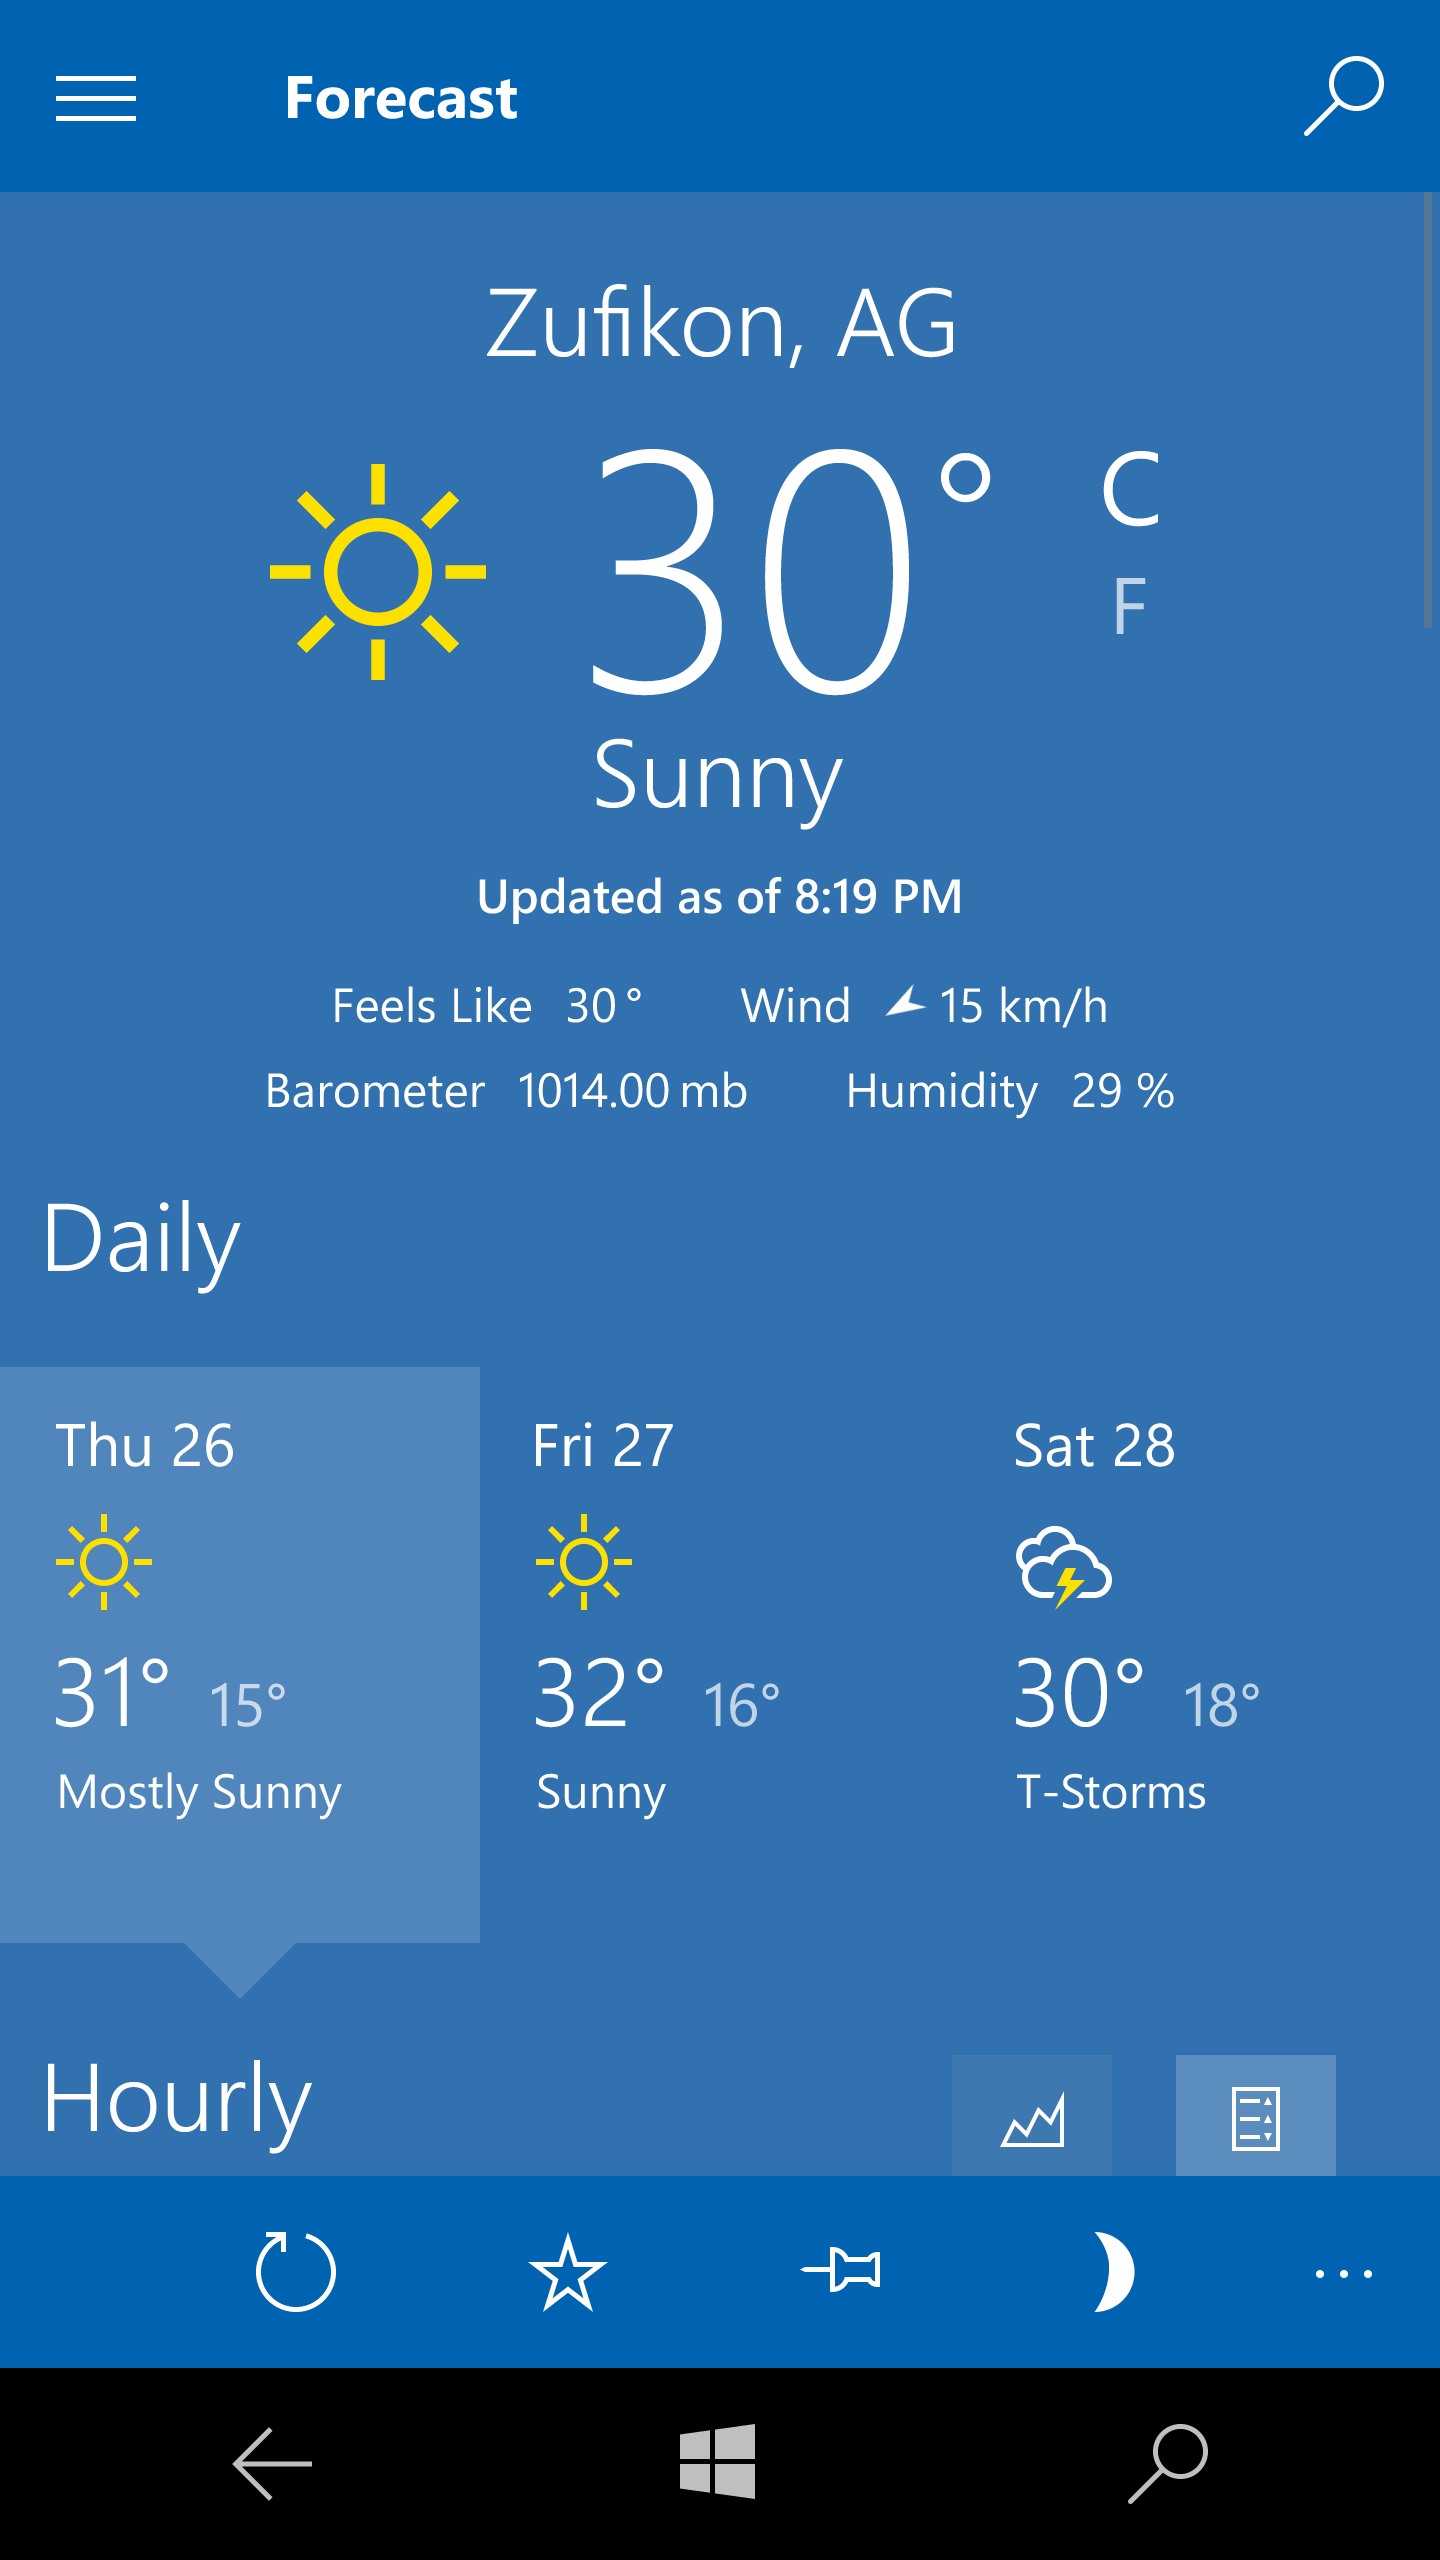 Forecast
Zufikon, AG
30° C
F
Sunny
Updated as of 8:19 PM
Feels Like 30° Wind 15 km/h
Barometer 1014.00 mb Humidity 29 %
Daily
Thu 26 Fri 27 Sat 28
31° 15° 32° 16° 30° 18°
Mostly Sunny Sunny T-Storms
Hourly